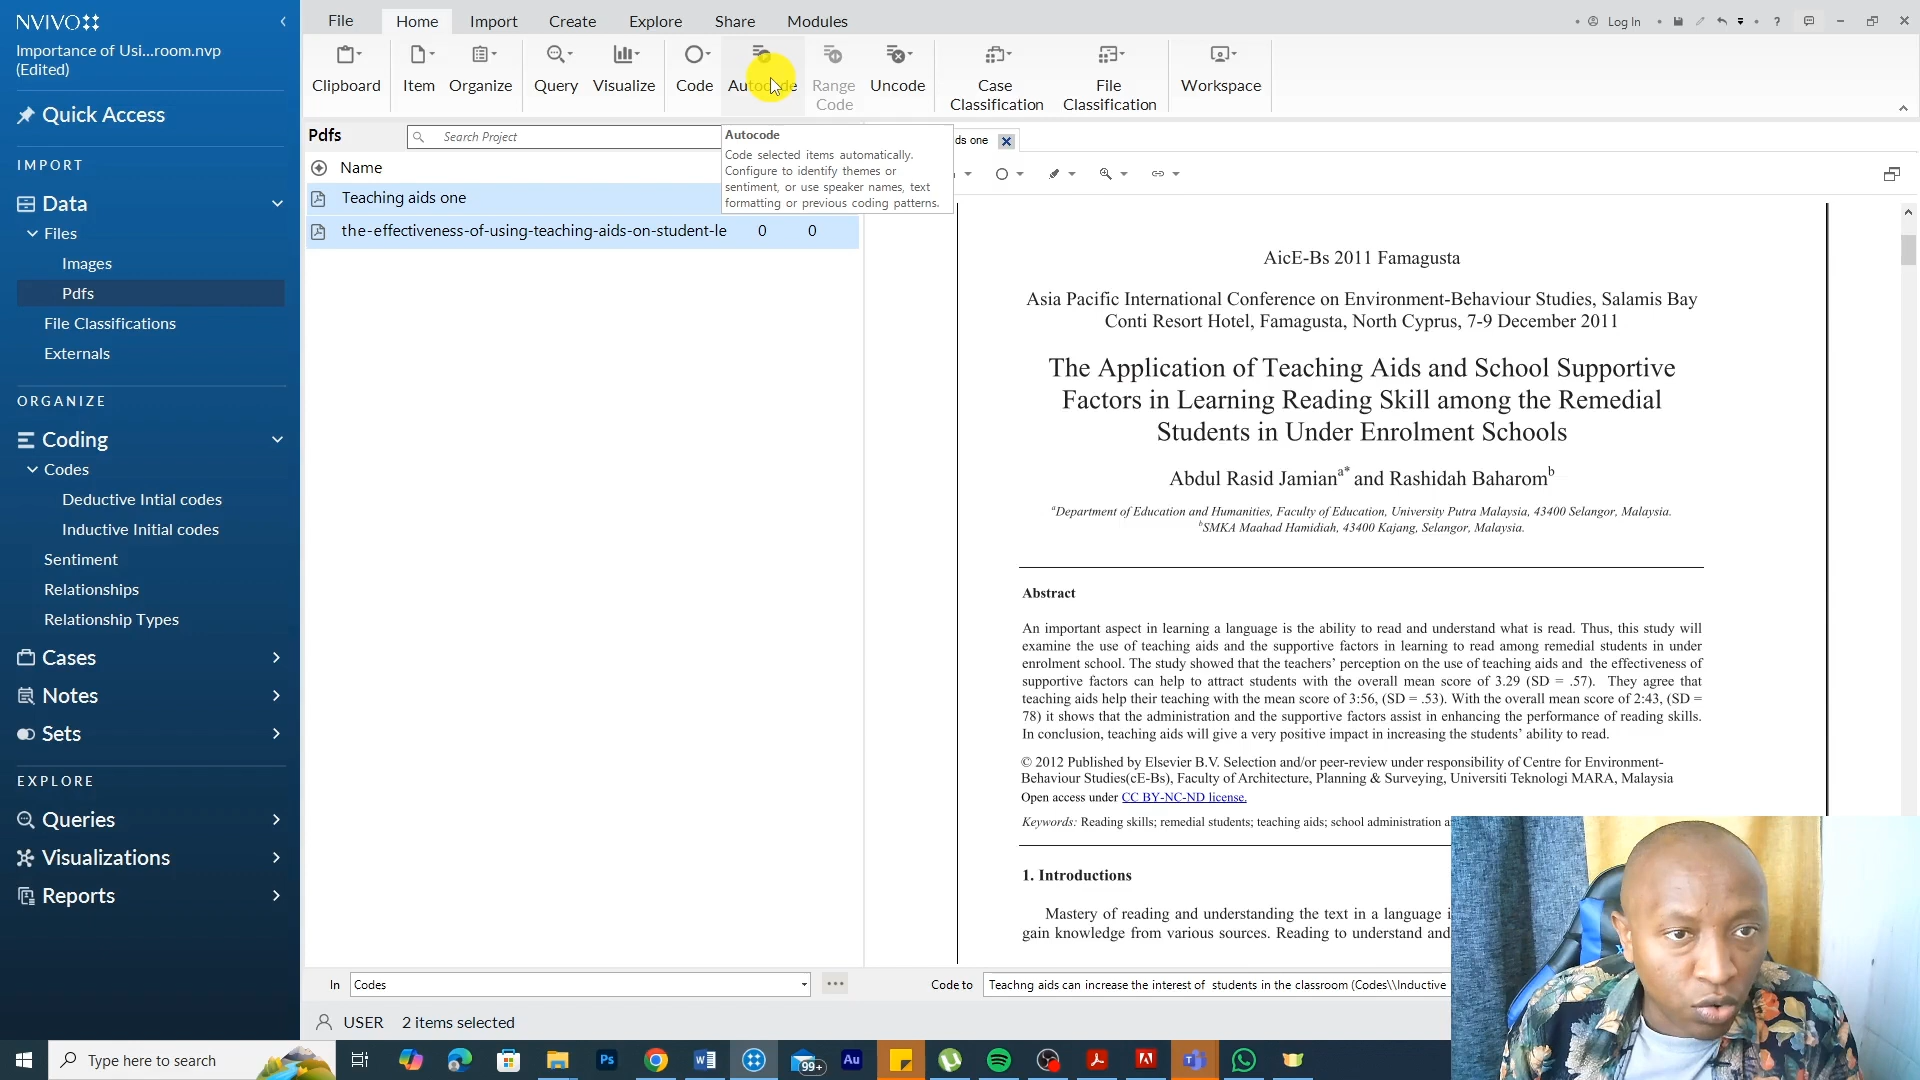 NVIVO
Importance of Usi...room.nvp
(Edited)
Quick Access
IMPORT
Data
Files
Images
Pdfs
File Classifications
Externals
ORGANIZE
Coding
Codes
Deductive Intial codes
Inductive Initial codes
Sentiment
Relationships
Relationship Types
Cases
Notes
Sets
EXPLORE
Queries
Visualizations
Reports
File Home Import Create Explore Share Modules
Log In
Clipboard Item Organize Query Visualize Code Autocode Range Code Uncode Case Classification File Classification Workspace
Pdfs
Search Project
Name
Teaching aids one
the-effectiveness-of-using-teaching-aids-on-student-le 0 0
Autocode
Code selected items automatically.
Configure to identify themes or
sentiment, or use speaker names, text
formatting or previous coding patterns.
ds one
AicE-Bs 2011 Famagusta
Asia Pacific International Conference on Environment-Behaviour Studies, Salamis Bay
Conti Resort Hotel, Famagusta, North Cyprus, 7-9 December 2011
The Application of Teaching Aids and School Supportive
Factors in Learning Reading Skill among the Remedial
Students in Under Enrolment Schools
Abdul Rasid Jamian a* and Rashidah Baharom b
a Department of Education and Humanities, Faculty of Education, University Putra Malaysia, 43400 Selangor, Malaysia.
b SMKA Maahad Hamidiah, 43400 Kajang, Selangor, Malaysia.
Abstract
An important aspect in learning a language is the ability to read and understand what is read. Thus, this study will
examine the use of teaching aids and the supportive factors in learning to read among remedial students in under
enrolment school. The study showed that the teachers' perception on the use of teaching aids and the effectiveness of
supportive factors can help to attract students with the overall mean score of 3.29 (SD = .57). They agree that
teaching aids help their teaching with the mean score of 3:56, (SD = .53). With the overall mean score of 2:43, (SD =
78) it shows that the administration and the supportive factors assist in enhancing the performance of reading skills.
In conclusion, teaching aids will give a very positive impact in increasing the students' ability to read.
© 2012 Published by Elsevier B.V. Selection and/or peer-review under responsibility of Centre for Environment-
Behaviour Studies(cE-Bs), Faculty of Architecture, Planning & Surveying, Universiti Teknologi MARA, Malaysia
Open access under CC BY-NC-ND license.
Keywords: Reading skills; remedial students; teaching aids; school administration a
1. Introductions
Mastery of reading and understanding the text in a language i
gain knowledge from various sources. Reading to understand and
In Codes
Code to Teachng aids can increase the interest of students in the classroom (Codes\\Inductive
USER 2 items selected
Type here to search
Ps
99+
Au